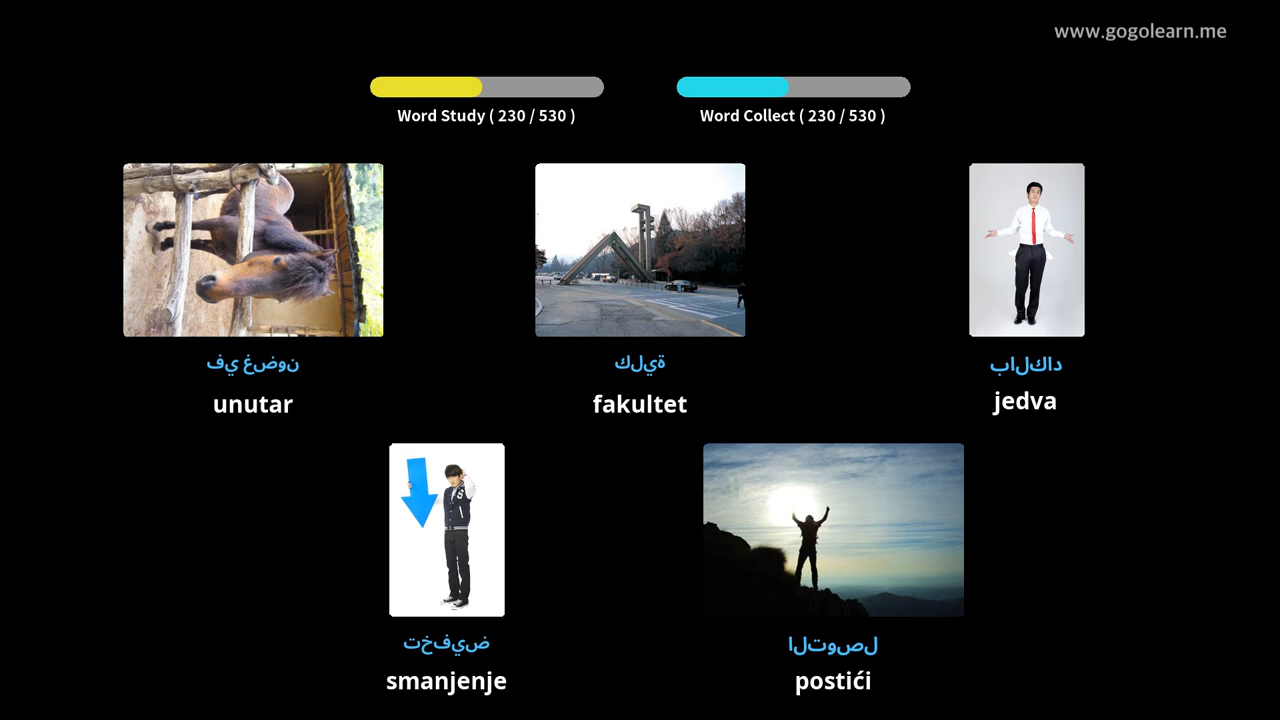 www.gogolearn.me
Word Study ( 230 / 530 )
Word Collect ( 230 / 530 )
في غضون
unutar
كلية
fakultet
بالكاد
jedva
تخفيض
smanjenje
التوصل
postići